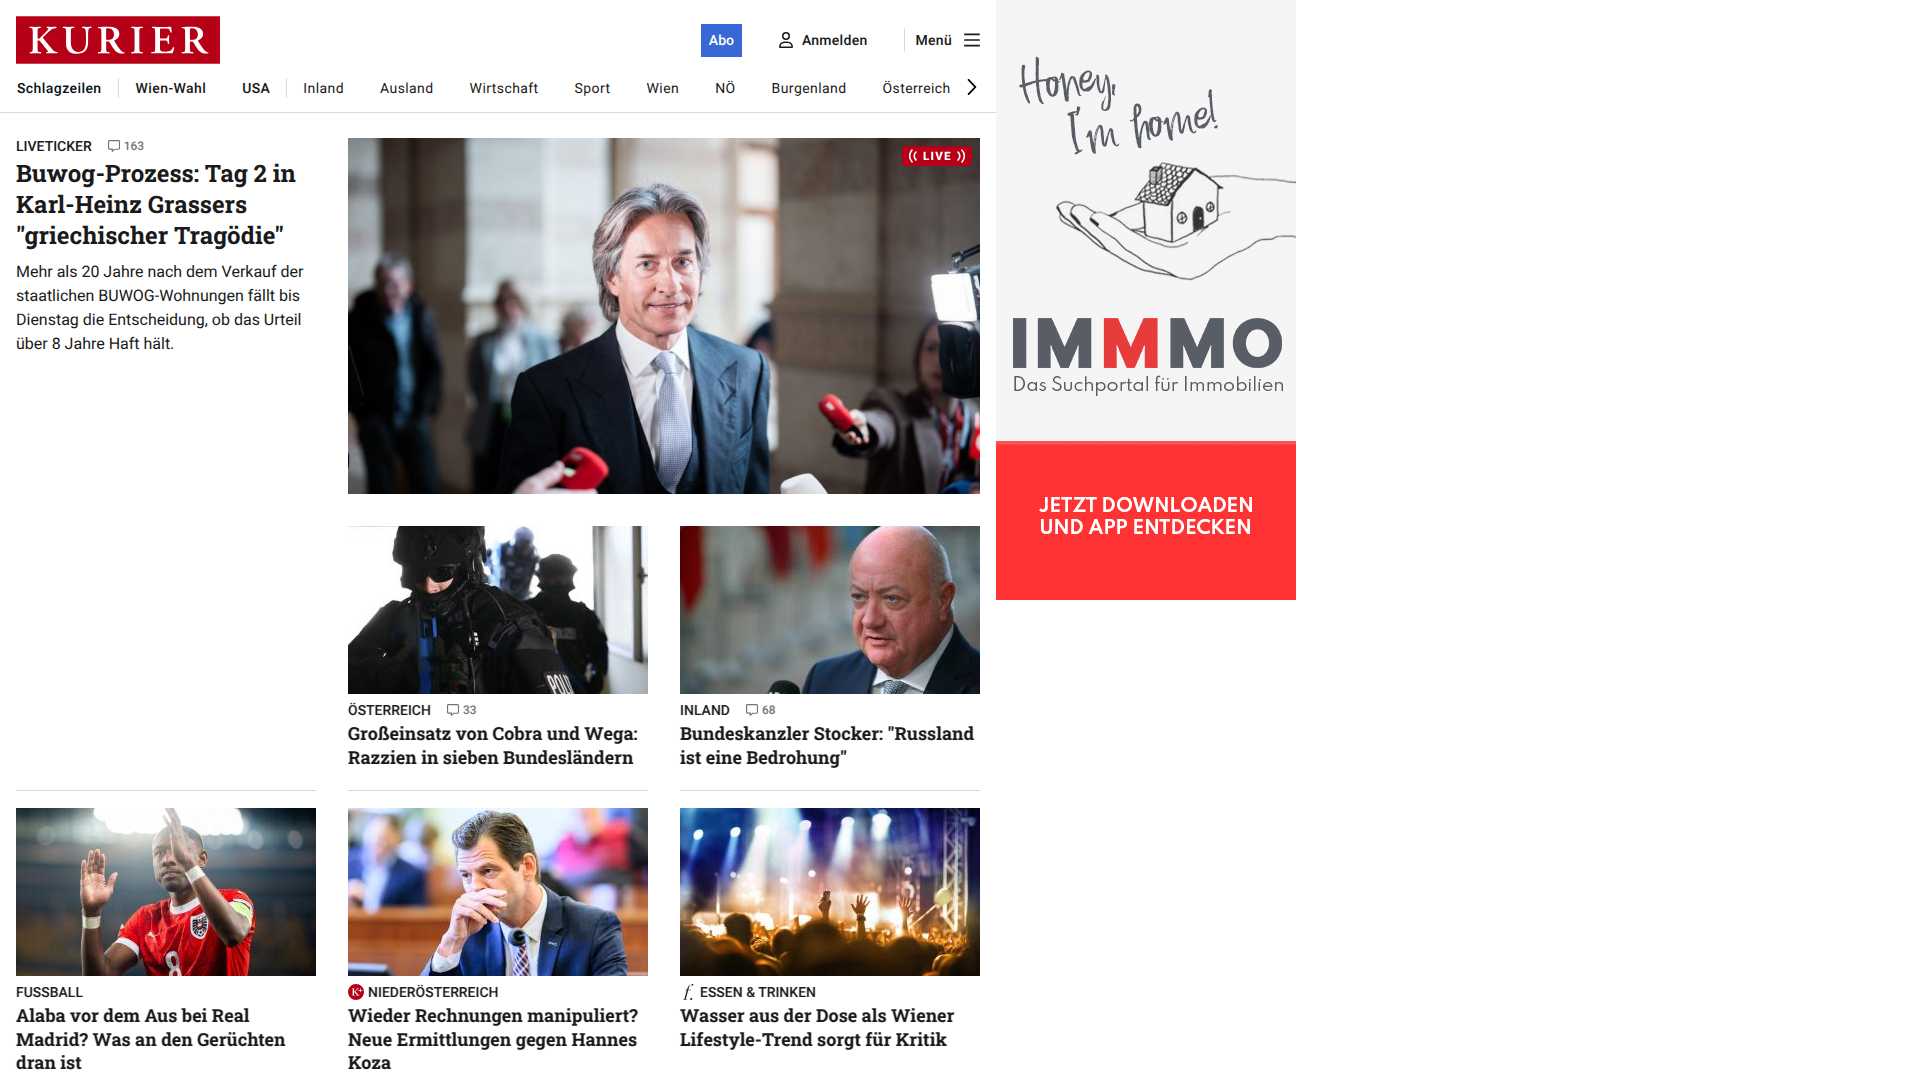 KURIER
Abo
Anmelden
Menü
Schlagzeilen
Wien-Wahl
USA
Inland
Ausland
Wirtschaft
Sport
Wien
NÖ
Burgenland
Österreich
LIVETICKER 163
Buwog-Prozess: Tag 2 in
Karl-Heinz Grassers
"griechischer Tragödie"
Mehr als 20 Jahre nach dem Verkauf der
staatlichen BUWOG-Wohnungen fällt bis
Dienstag die Entscheidung, ob das Urteil
über 8 Jahre Haft hält.
LIVE
ÖSTERREICH 33
Großeinsatz von Cobra und Wega:
Razzien in sieben Bundesländern
INLAND 68
Bundeskanzler Stocker: "Russland
ist eine Bedrohung"
8
FUSSBALL
Alaba vor dem Aus bei Real
Madrid? Was an den Gerüchten
dran ist
K+ NIEDERÖSTERREICH
Wieder Rechnungen manipuliert?
Neue Ermittlungen gegen Hannes
Koza
f. ESSEN & TRINKEN
Wasser aus der Dose als Wiener
Lifestyle-Trend sorgt für Kritik
Honey,
I'm home!
IMMMO
Das Suchportal für Immobilien
JETZT DOWNLOADEN
UND APP ENTDECKEN